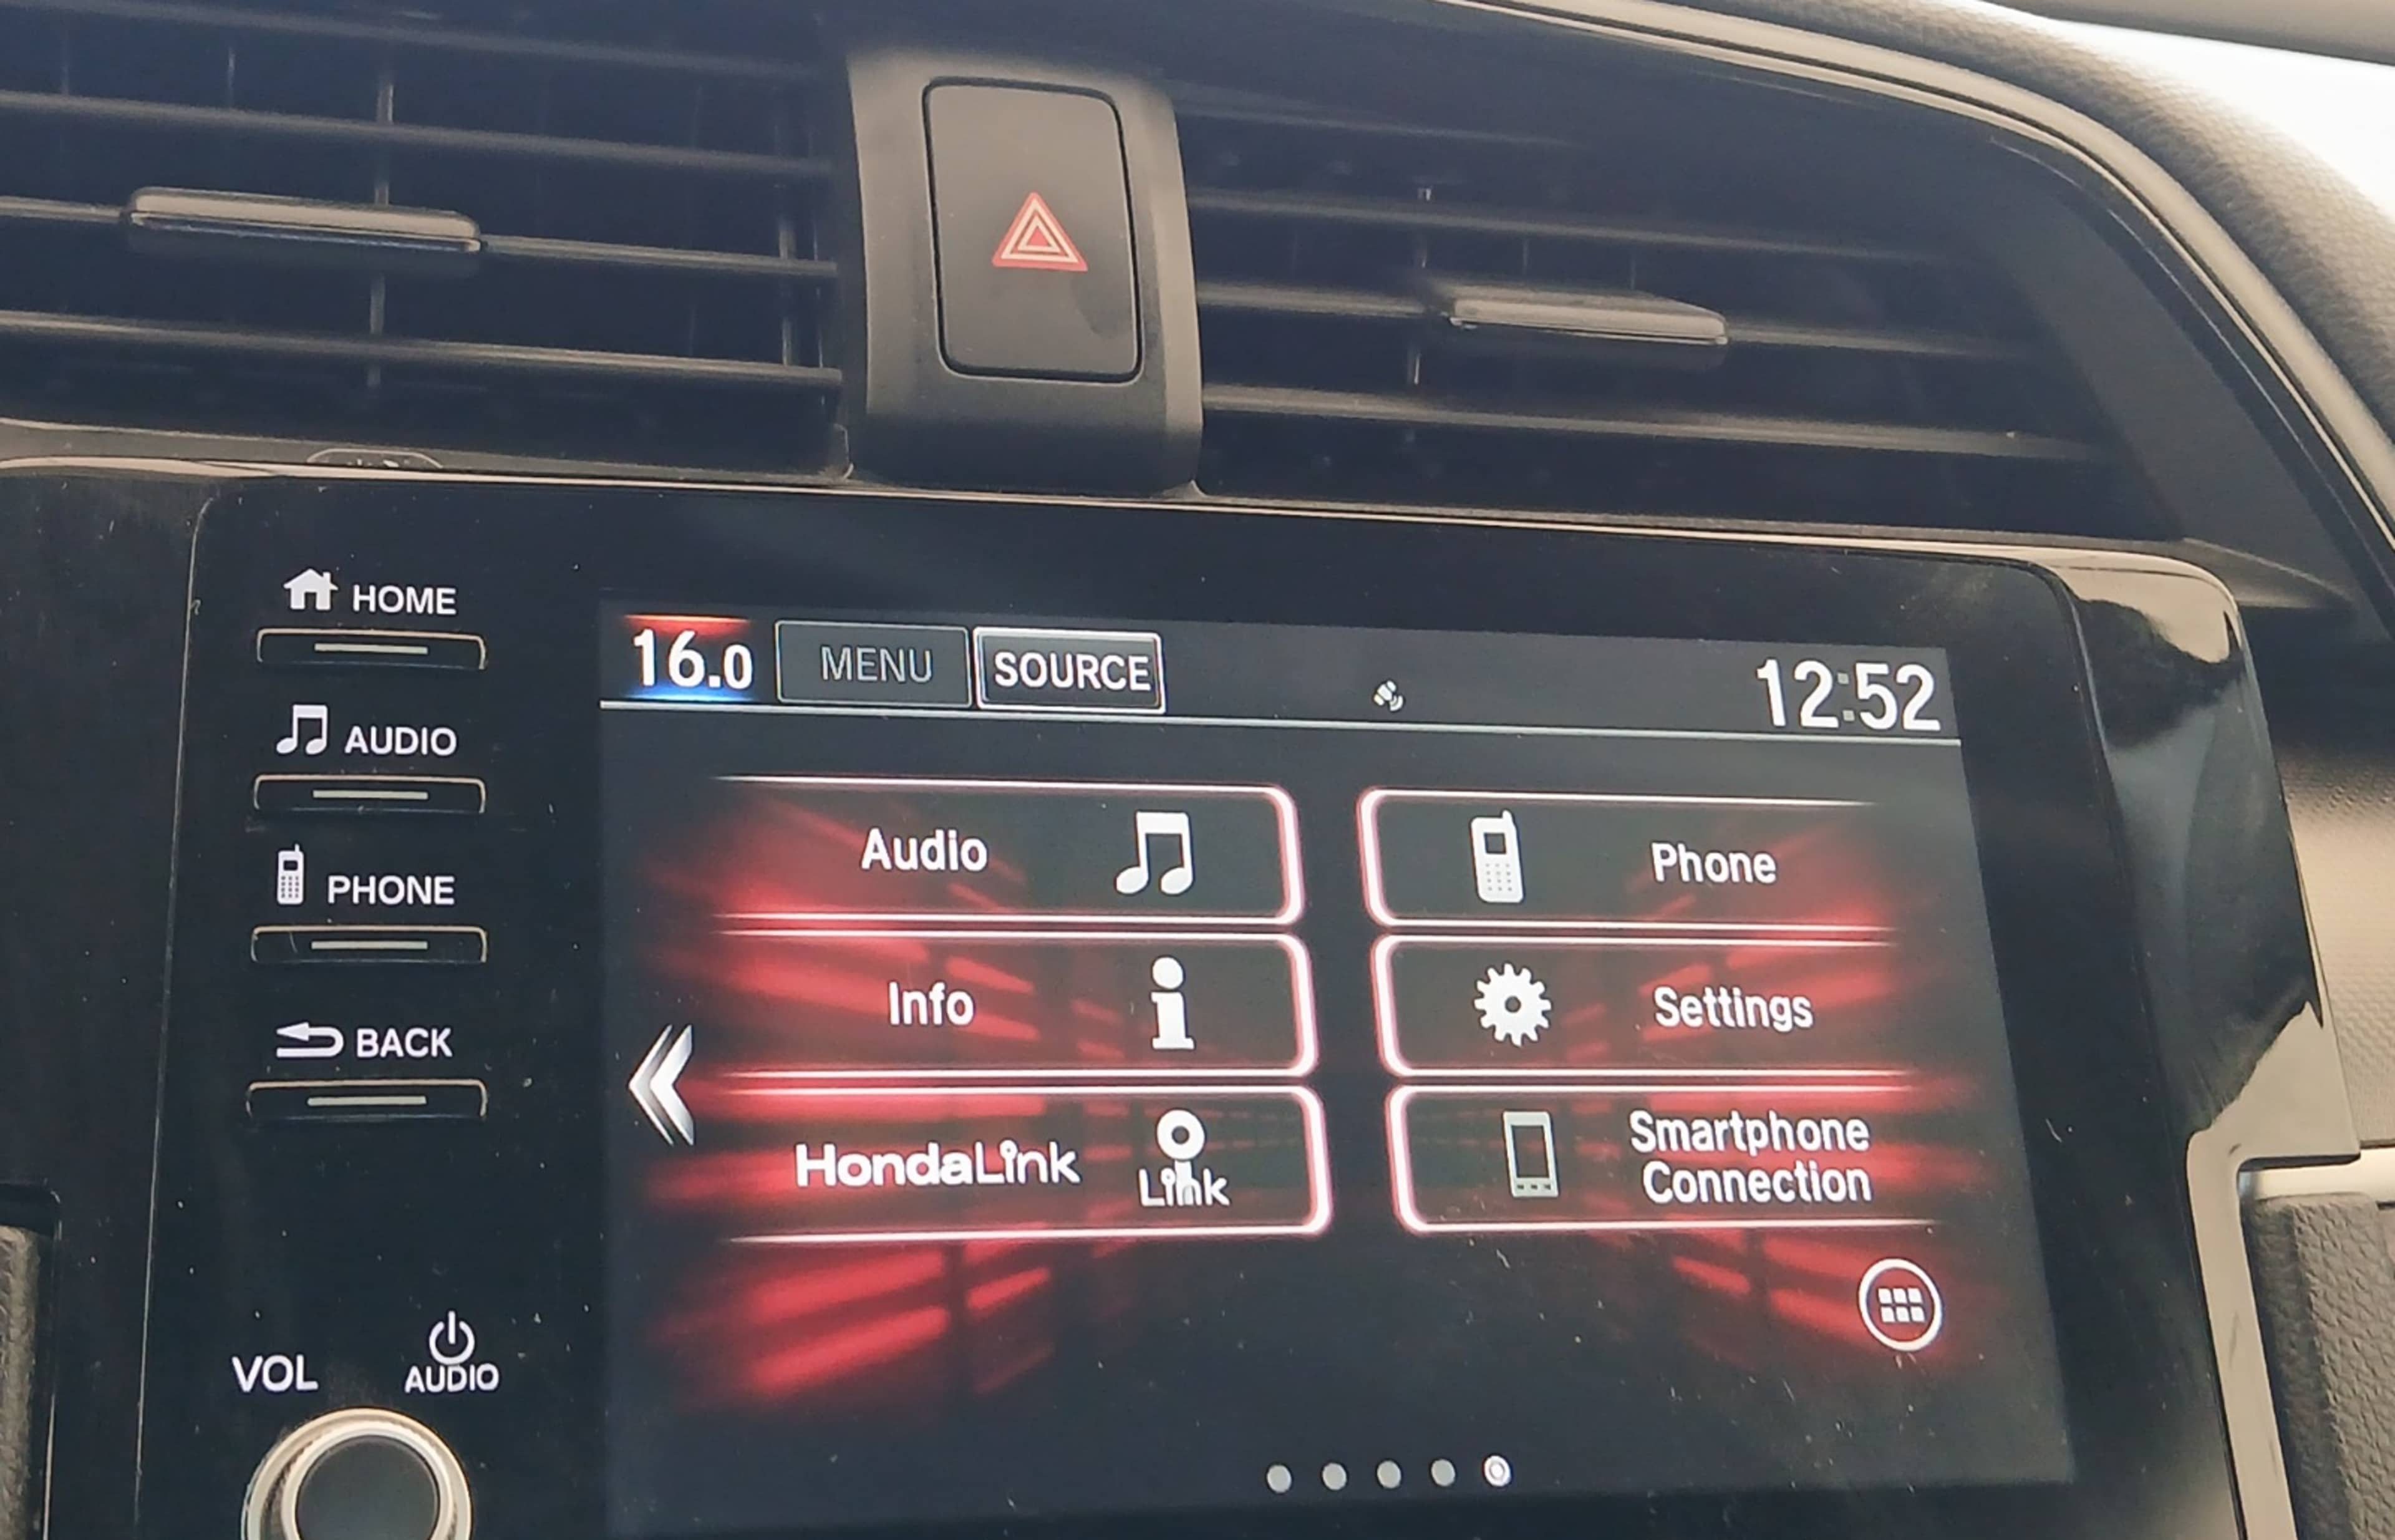 HOME
AUDIO
PHONE
BACK
VOL
AUDIO
16.0
MENU
SOURCE
12:52
Audio
Phone
Info
Settings
HondaLink
Link
Smartphone
Connection